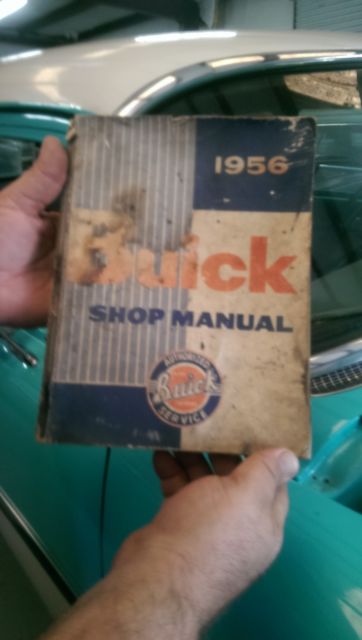 1956
Buick
SHOP MANUAL
AUTHORIZED
Buick
SERVICE